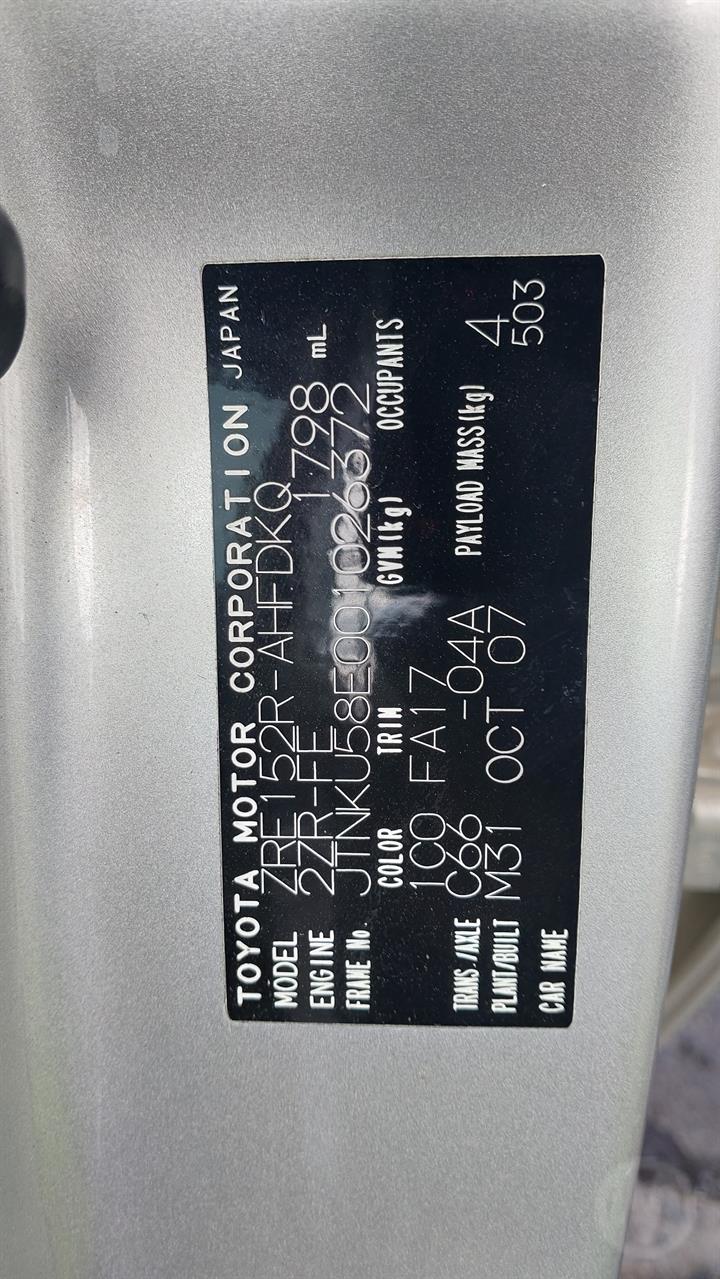 TOYOTA MOTOR CORPORATION JAPAN
MODEL ZRE152R-AHFDKQ
ENGINE 2ZR-FE 1798 mL
FRAME No. JTNKU58E001026372
COLOR TRIM GVM(kg) OCCUPANTS
1C0 FA17
TRANS/AXLE C66 -04A PAYLOAD MASS(kg) 4
PLANT/BUILT M31 OCT 07 503
CAR NAME